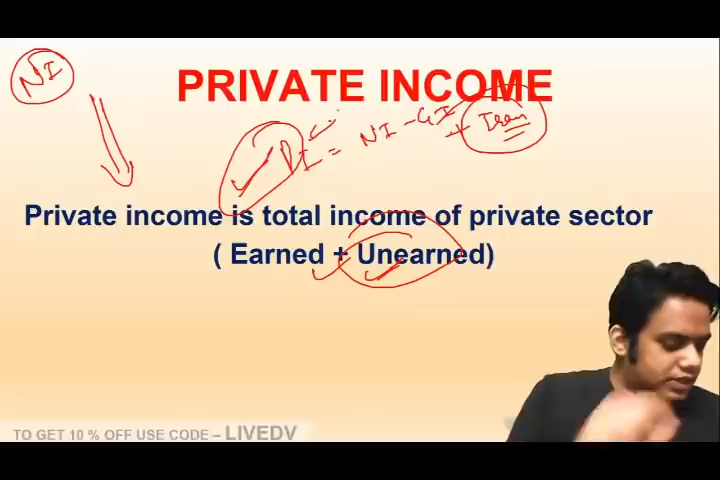 NI
PRIVATE INCOME
PI = NI - GI + Tran
Private income is total income of private sector
( Earned + Unearned)
TO GET 10 % OFF USE CODE – LIVEDV